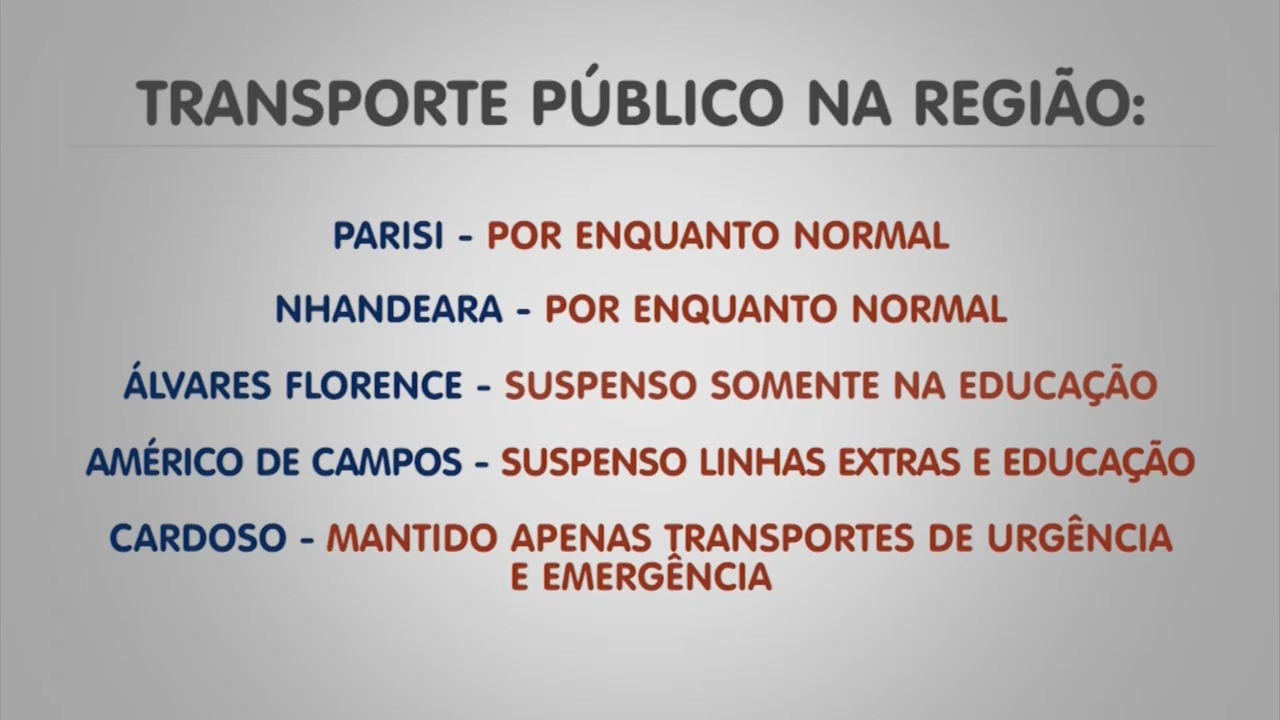 TRANSPORTE PÚBLICO NA REGIÃO:
PARISI - POR ENQUANTO NORMAL
NHANDEARA - POR ENQUANTO NORMAL
ÁLVARES FLORENCE - SUSPENSO SOMENTE NA EDUCAÇÃO
AMÉRICO DE CAMPOS - SUSPENSO LINHAS EXTRAS E EDUCAÇÃO
CARDOSO - MANTIDO APENAS TRANSPORTES DE URGÊNCIA
E EMERGÊNCIA